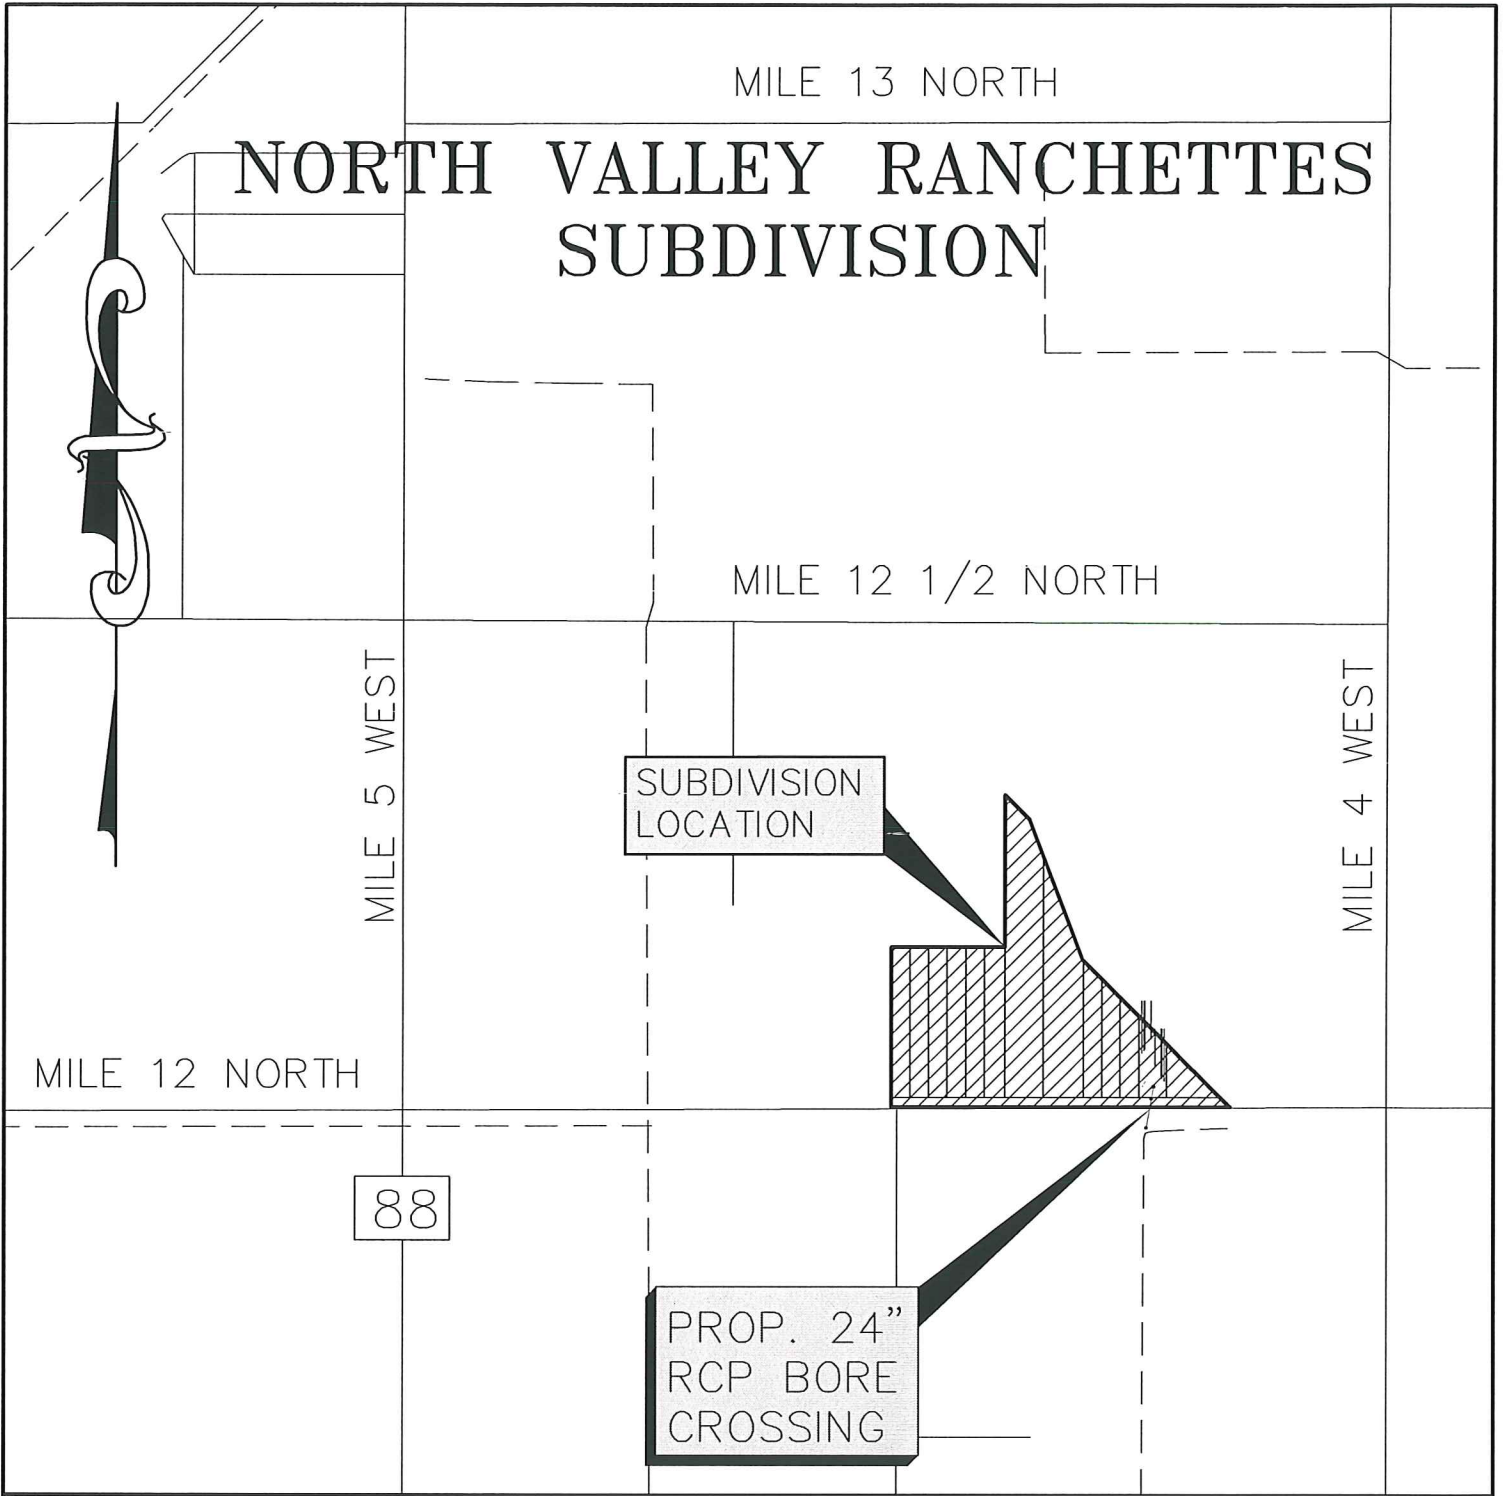 MILE 13 NORTH
NORTH VALLEY RANCHETTES
SUBDIVISION
MILE 12 1/2 NORTH
MILE 5 WEST
MILE 4 WEST
SUBDIVISION
LOCATION
MILE 12 NORTH
88
PROP. 24”
RCP BORE
CROSSING